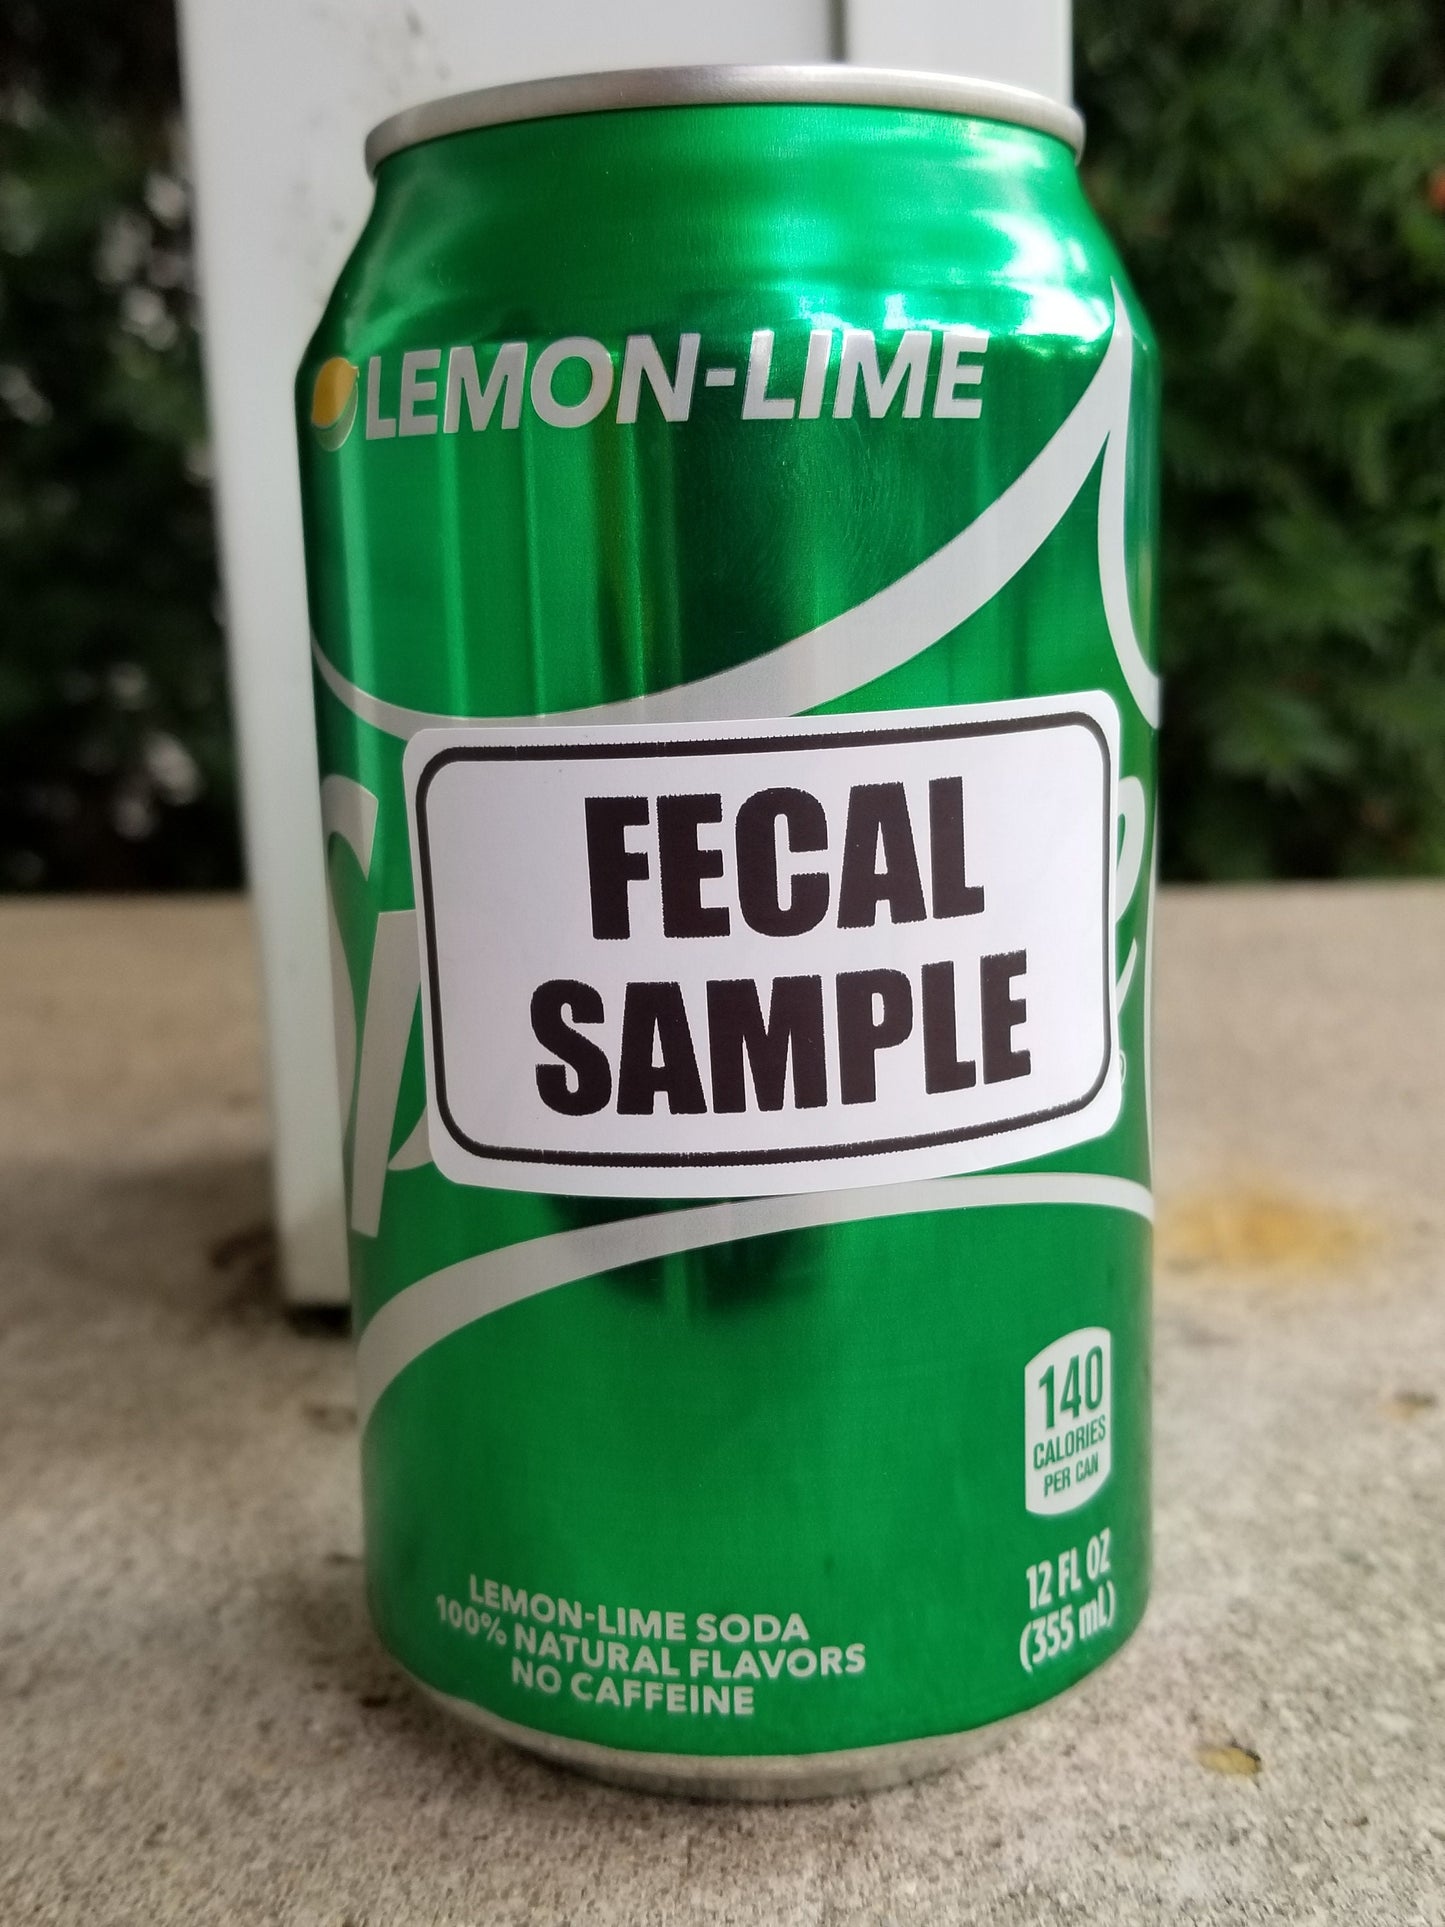 LEMON-LIME
FECAL
SAMPLE
140
CALORIES
PER CAN
12 FL OZ
(355 mL)
LEMON-LIME SODA
100% NATURAL FLAVORS
NO CAFFEINE